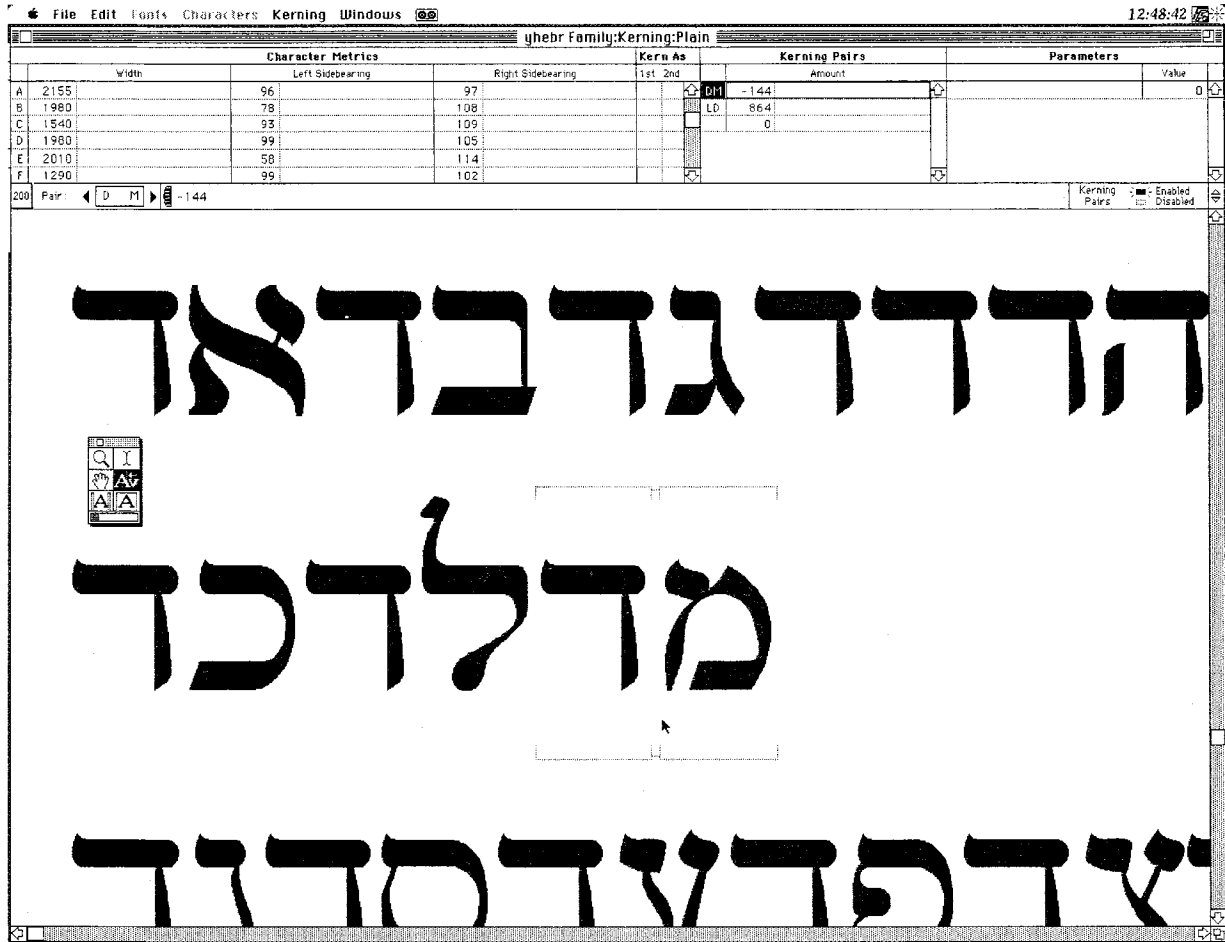 File Edit Fonts Characters Kerning Windows 12:48:42
yhebr Family:Kerning:Plain
Character Metrics Kern As Kerning Pairs Parameters
Width Left Sidebearing Right Sidebearing 1st 2nd Amount Value
A 2155 96 97 DM -144 0
B 1980 78 108 LD 864
C 1540 93 109 0
D 1980 99 105
E 2010 58 114
F 1290 99 102
200 Pair: D M -144 Kerning Pairs Enabled Disabled
הדדדגדבדאד
מדלדכד
צדפדעדסדנד